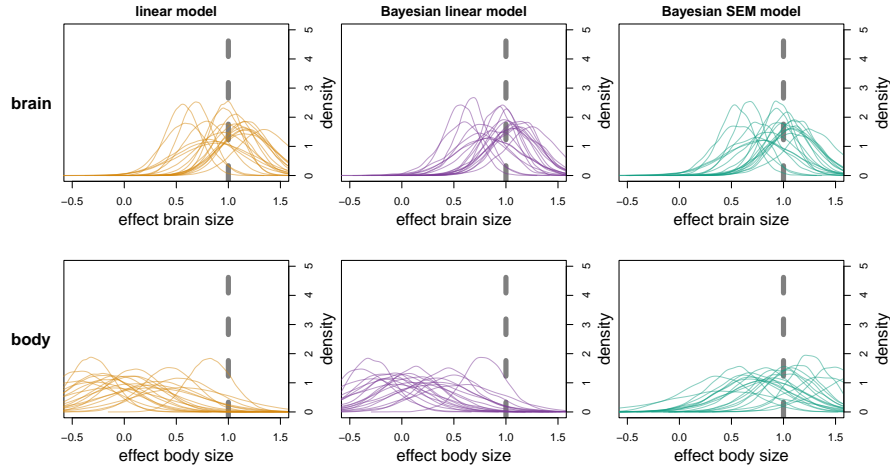 linear model
Bayesian linear model
Bayesian SEM model
brain
−0.5 0.0 0.5 1.0 1.5
0 1 2 3 4 5
effect brain size
density
−0.5 0.0 0.5 1.0 1.5
0 1 2 3 4 5
effect brain size
density
−0.5 0.0 0.5 1.0 1.5
0 1 2 3 4 5
effect brain size
density
body
−0.5 0.0 0.5 1.0 1.5
0 1 2 3 4 5
effect body size
density
−0.5 0.0 0.5 1.0 1.5
0 1 2 3 4 5
effect body size
density
−0.5 0.0 0.5 1.0 1.5
0 1 2 3 4 5
effect body size
density